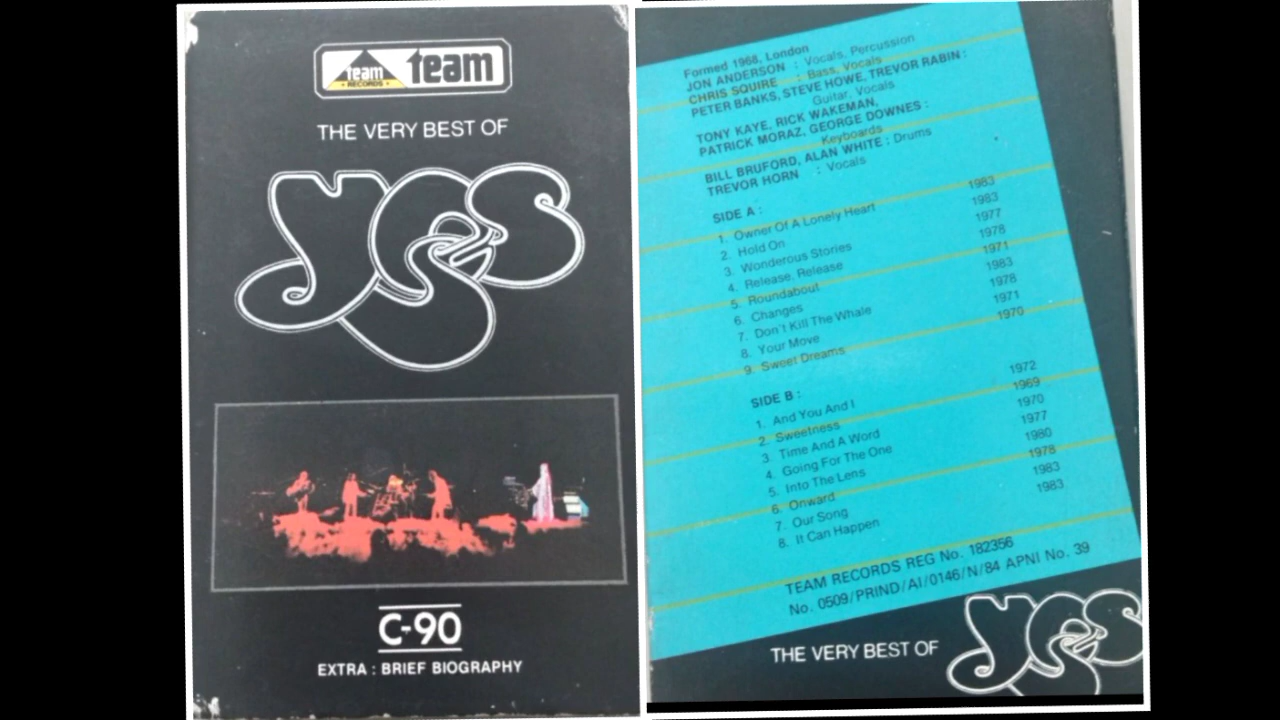 team
RECORDS
team
THE VERY BEST OF
YES
C-90
EXTRA : BRIEF BIOGRAPHY
Formed 1968, London
JON ANDERSON : Vocals, Percussion
CHRIS SQUIRE : Bass, Vocals
PETER BANKS, STEVE HOWE, TREVOR RABIN :
Guitar, Vocals
TONY KAYE, RICK WAKEMAN,
PATRICK MORAZ, GEORGE DOWNES :
Keyboards
BILL BRUFORD, ALAN WHITE : Drums
TREVOR HORN : Vocals
SIDE A :
1. Owner Of A Lonely Heart 1983
2. Hold On 1983
3. Wonderous Stories 1977
4. Release, Release 1978
5. Roundabout 1971
6. Changes 1983
7. Don't Kill The Whale 1978
8. Your Move 1971
9. Sweet Dreams 1970
SIDE B :
1. And You And I 1972
2. Sweetness 1969
3. Time And A Word 1970
4. Going For The One 1977
5. Into The Lens 1980
6. Onward 1978
7. Our Song 1983
8. It Can Happen 1983
TEAM RECORDS REG No. 182356
No. 0509/PRIND/AI/0146/N/84 APNI No. 39
THE VERY BEST OF YES